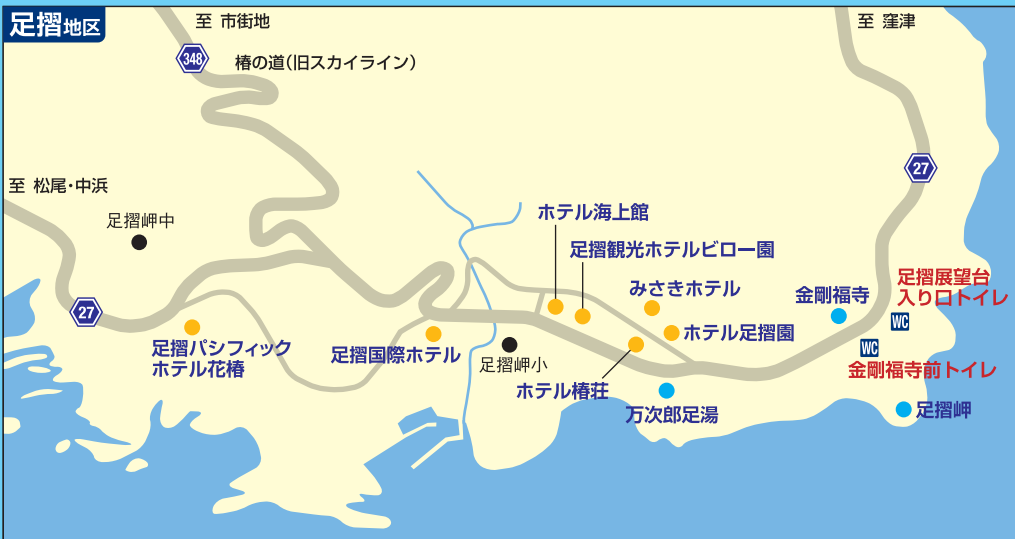 足摺地区
至 市街地
至 窪津
348
椿の道(旧スカイライン)
27
至 松尾・中浜
足摺岬中
ホテル海上館
足摺観光ホテルビロー園
みさきホテル
金剛福寺
足摺展望台
入り口トイレ
WC
27
足摺パシフィック
ホテル花椿
足摺国際ホテル
足摺岬小
ホテル足摺園
WC
金剛福寺前トイレ
ホテル椿荘
万次郎足湯
足摺岬